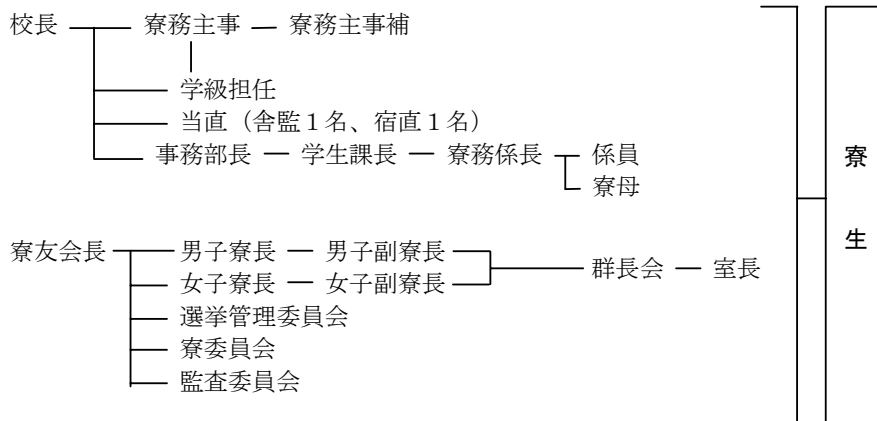 校長 寮務主事 寮務主事補
学級担任
当直（舎監１名、宿直１名）
事務部長 学生課長 寮務係長 係員
寮母
寮友会長 男子寮長 男子副寮長
女子寮長 女子副寮長
群長会 室長
選挙管理委員会
寮委員会
監査委員会
寮生